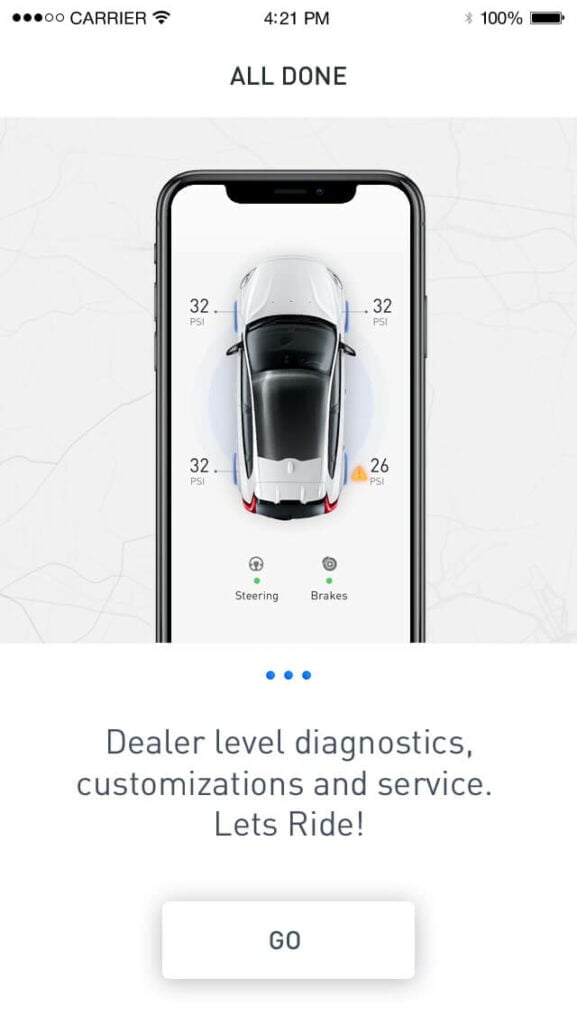 CARRIER 4:21 PM 100%
ALL DONE
32 32
PSI PSI
32 26
PSI PSI
Steering Brakes
Dealer level diagnostics,
customizations and service.
Lets Ride!
GO